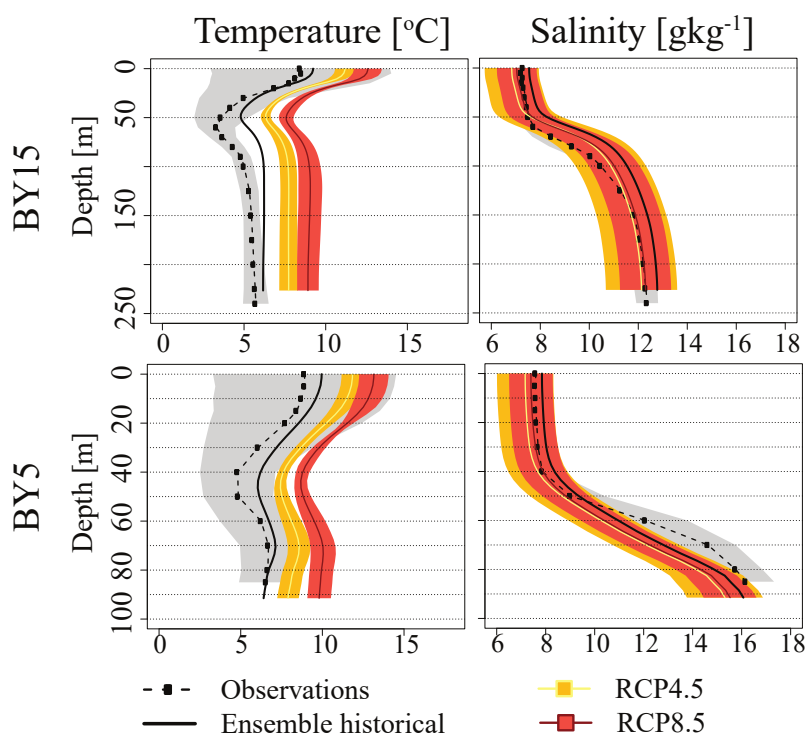 Temperature [°C] Salinity [gkg⁻¹]
BY15
Depth [m]
0
50
150
250
0 5 10 15
6 8 10 12 14 16 18
BY5
Depth [m]
0
20
40
60
80
100
0 5 10 15
6 8 10 12 14 16 18
Observations RCP4.5
Ensemble historical RCP8.5